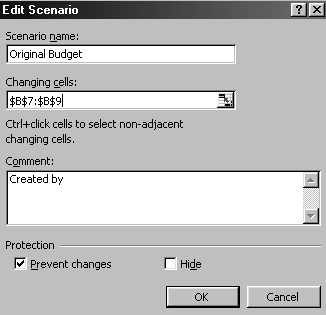 Edit Scenario
Scenario name:
Original Budget
Changing cells:
$B$7:$B$9
Ctrl+click cells to select non-adjacent
changing cells.
Comment:
Created by
Protection
Prevent changes Hide
OK Cancel